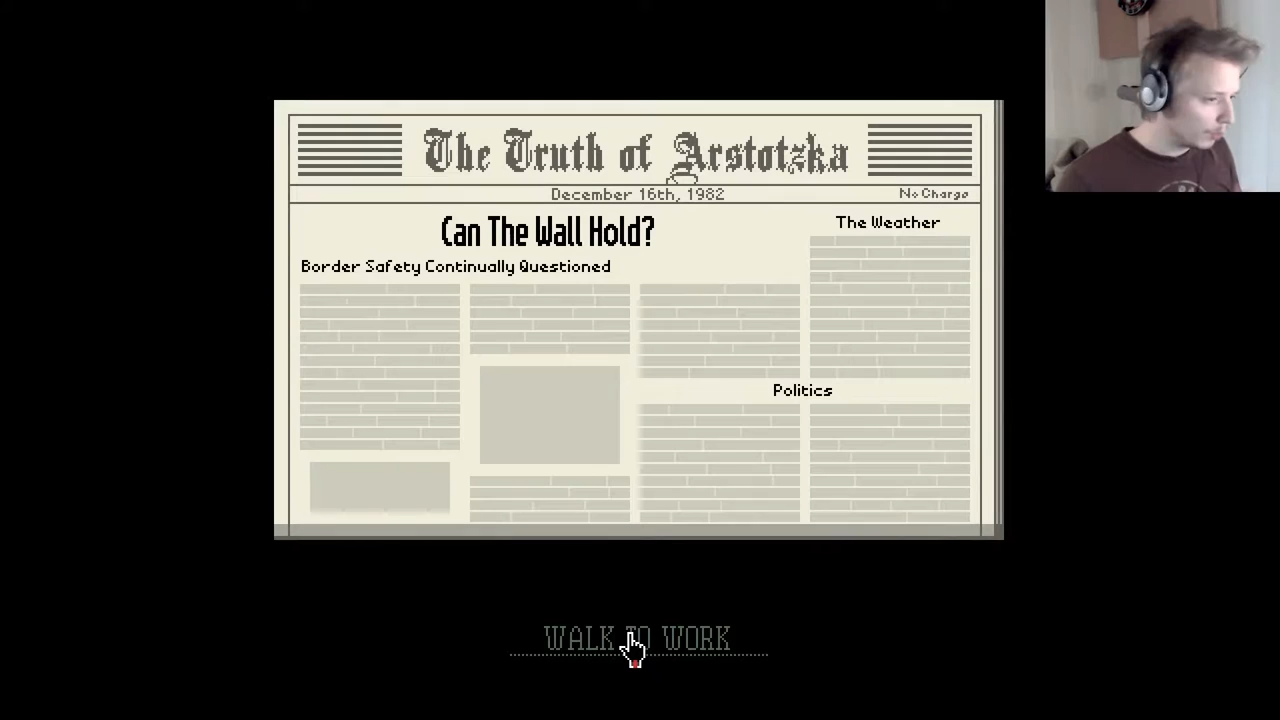 The Truth of Arstotzka
December 16th, 1982
No Charge
Can The Wall Hold?
Border Safety Continually Questioned
The Weather
Politics
WALK TO WORK